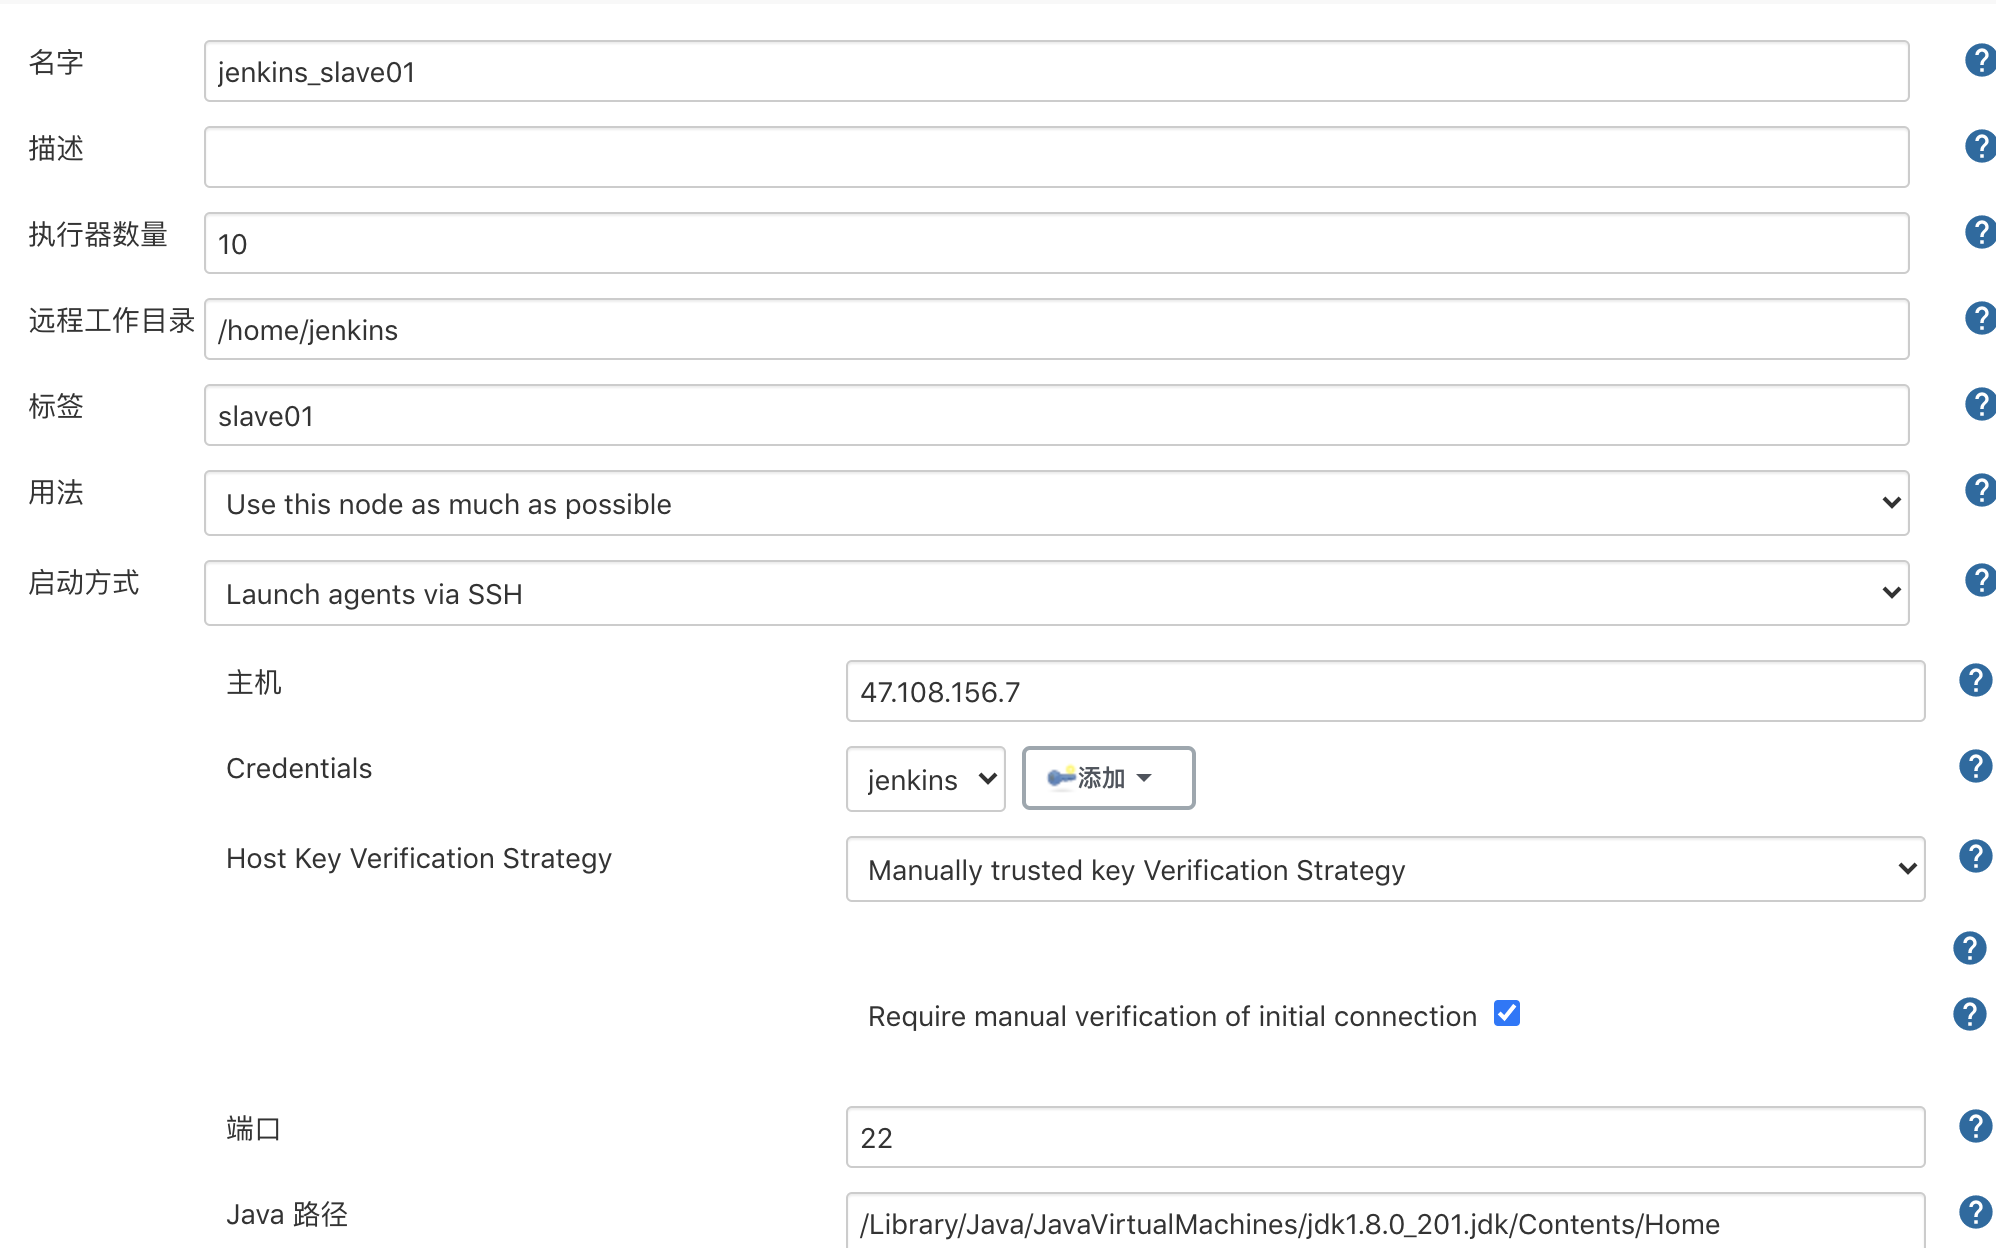 名字
jenkins_slave01
描述
执行器数量
10
远程工作目录
/home/jenkins
标签
slave01
用法
Use this node as much as possible
启动方式
Launch agents via SSH
主机
47.108.156.7
Credentials
jenkins
添加
Host Key Verification Strategy
Manually trusted key Verification Strategy
Require manual verification of initial connection
端口
22
Java 路径
/Library/Java/JavaVirtualMachines/jdk1.8.0_201.jdk/Contents/Home